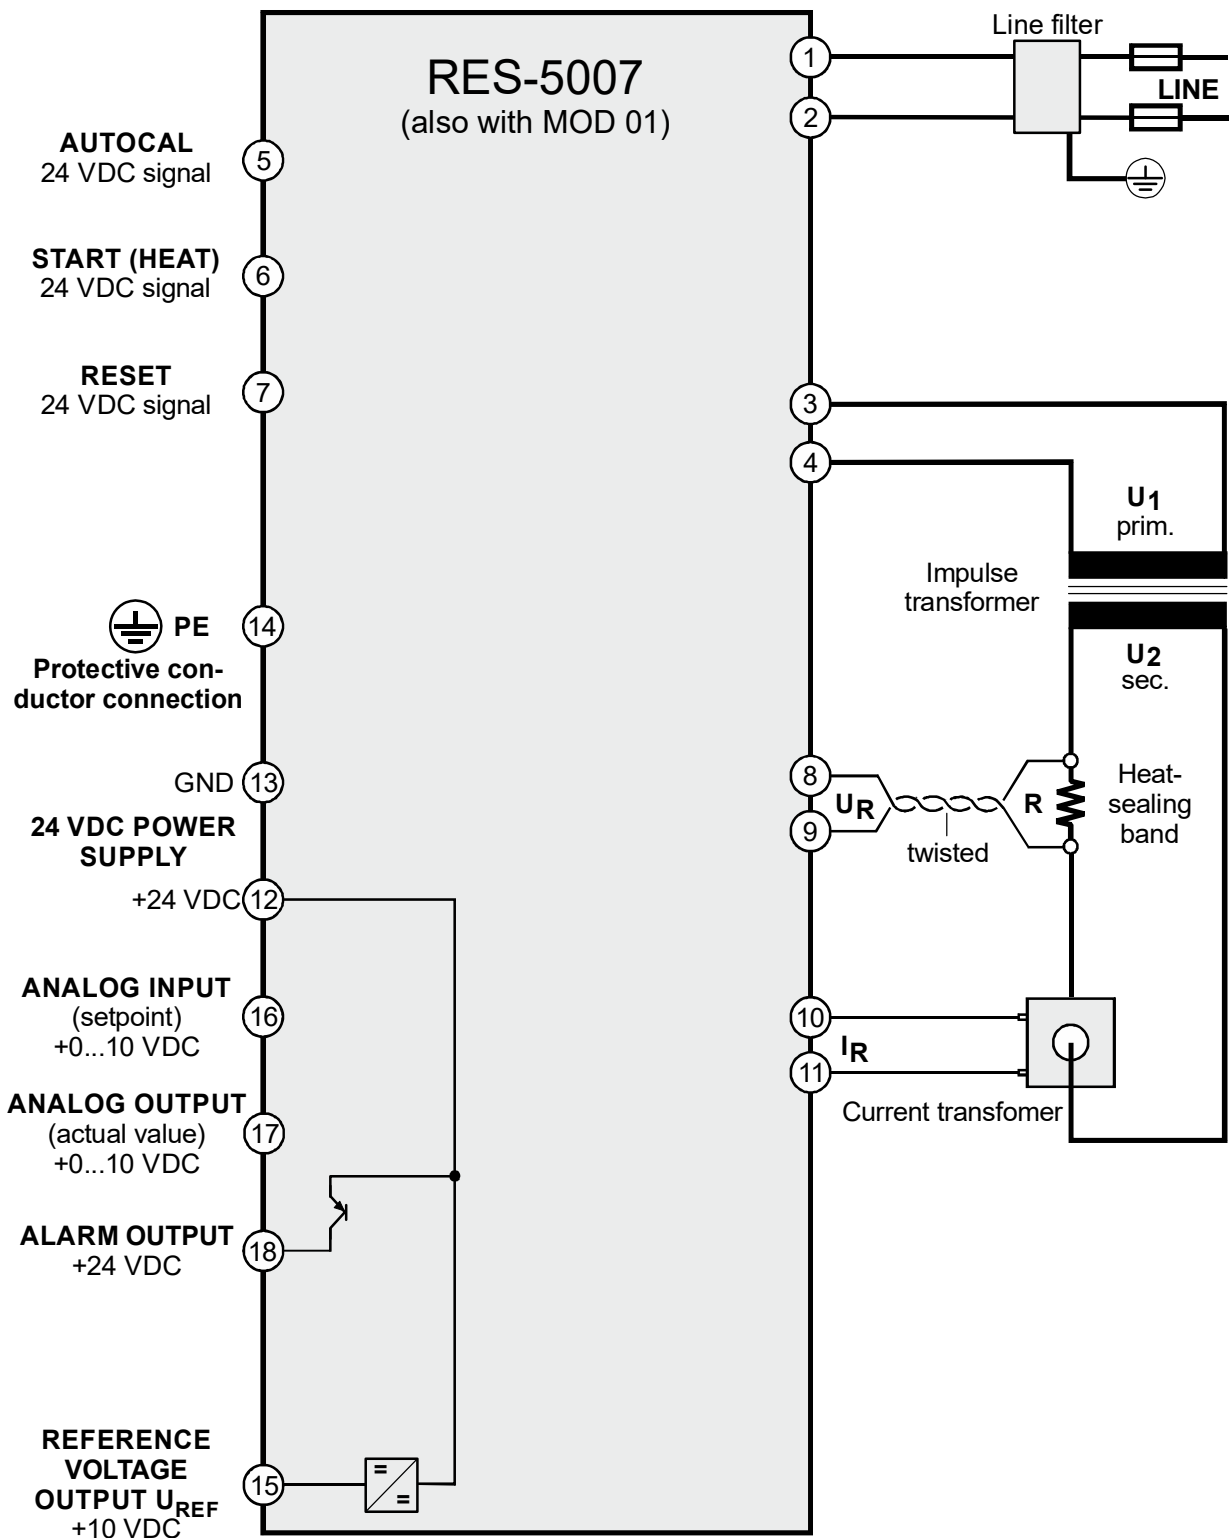 RES-5007
(also with MOD 01)
Line filter
LINE
1
2
AUTOCAL
24 VDC signal
5
START (HEAT)
24 VDC signal
6
RESET
24 VDC signal
7
3
4
U1
prim.
Impulse
transformer
U2
sec.
PE
14
Protective con-
ductor connection
GND
13
24 VDC POWER
SUPPLY
+24 VDC
12
8
9
UR
twisted
R
Heat-
sealing
band
ANALOG INPUT
(setpoint)
+0...10 VDC
16
10
11
IR
Current transfomer
ANALOG OUTPUT
(actual value)
+0...10 VDC
17
ALARM OUTPUT
+24 VDC
18
REFERENCE
VOLTAGE
OUTPUT UREF
+10 VDC
15
=
=